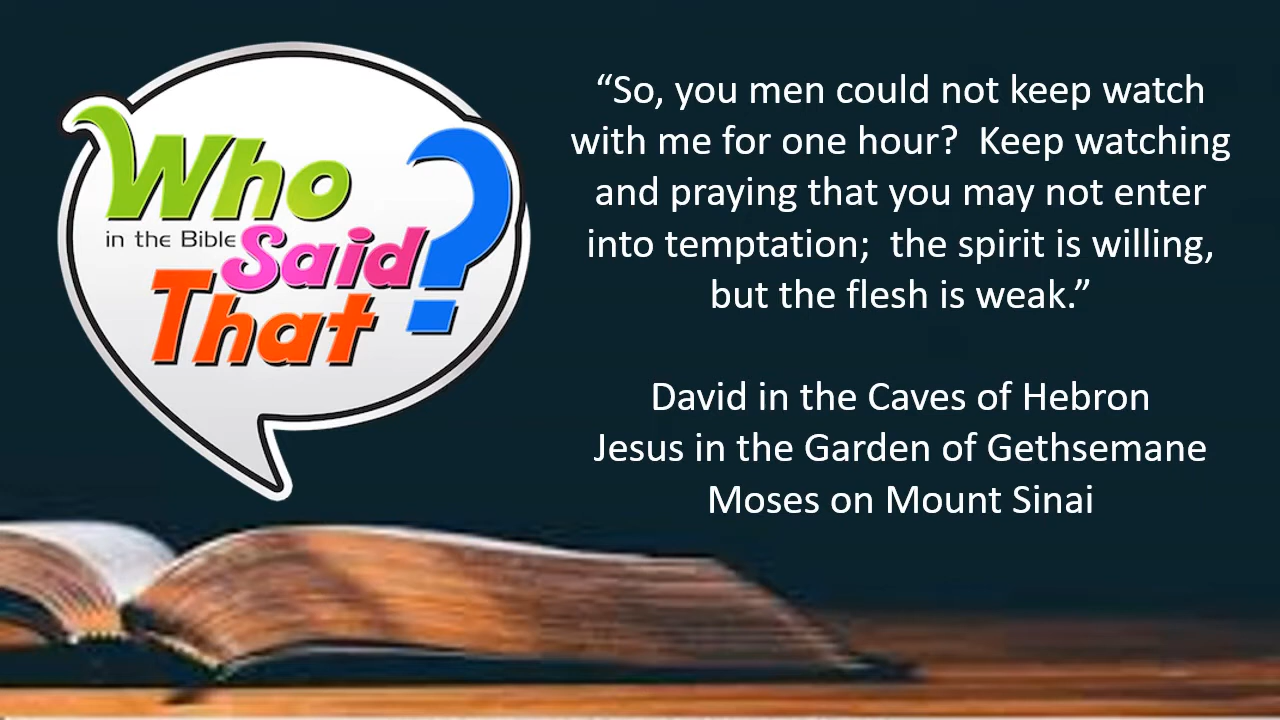 Who
in the Bible
Said
That?
“So, you men could not keep watch
with me for one hour?  Keep watching
and praying that you may not enter
into temptation;  the spirit is willing,
but the flesh is weak.”
David in the Caves of Hebron
Jesus in the Garden of Gethsemane
Moses on Mount Sinai